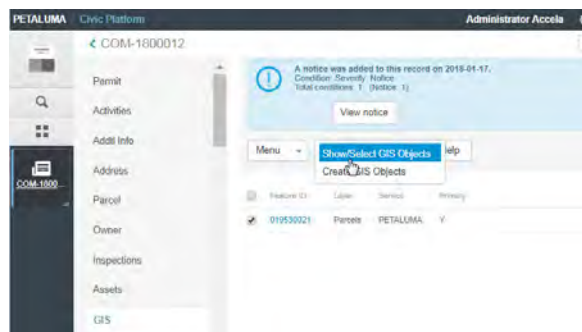 PETALUMA Civic Platform Administrator Accela
COM-1800012
A notice was added to this record on 2018-01-17.
Condition: Severity: Notice
Total conditions: 1 (Notice: 1)
View notice
Permit
Activities
Addtl Info
Address
Parcel
Owner
Inspections
Assets
GIS
COM-1800...
Menu
Show/Select GIS Objects
Create GIS Objects
elp
Feature ID Layer Service Primary
019530021 Parcels PETALUMA Y